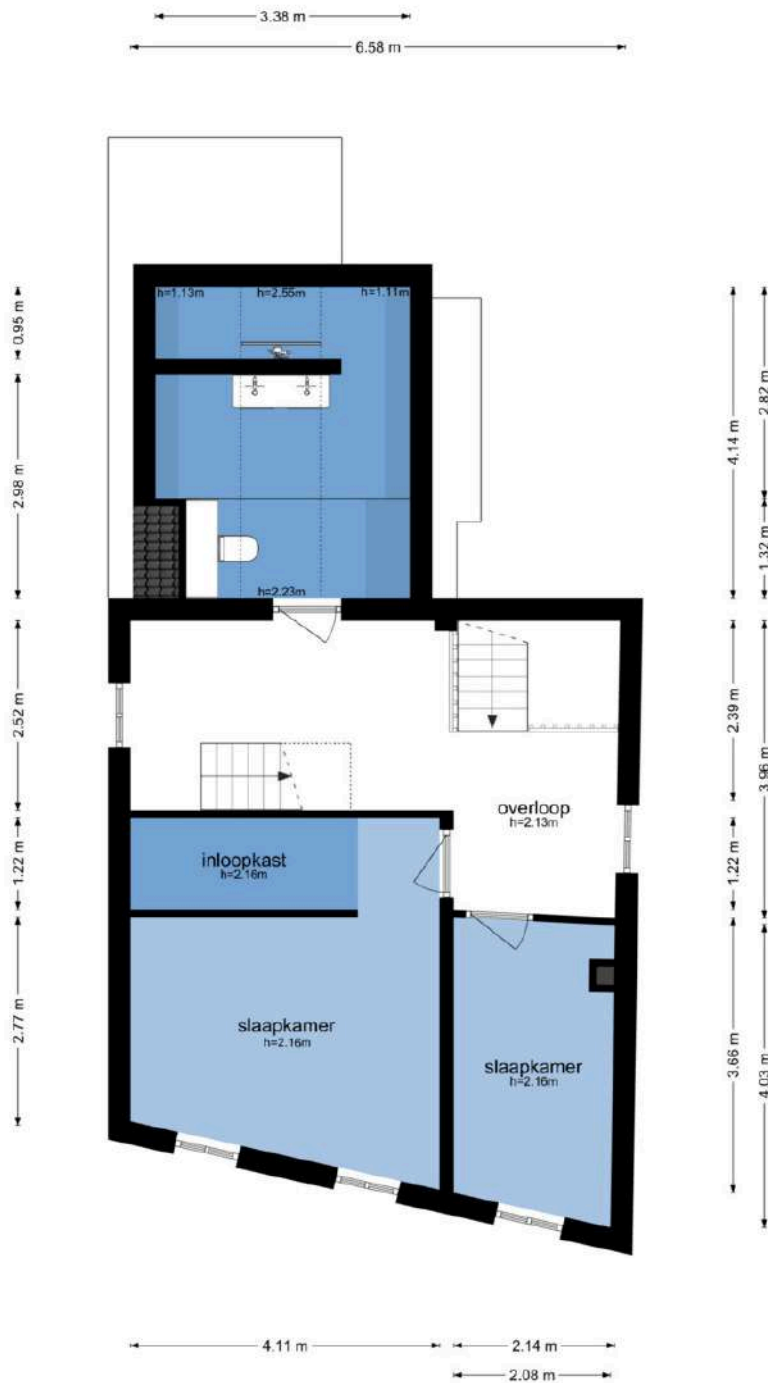 3.38 m
6.58 m
h=1.13m
h=2.55m
h=1.11m
0.95 m
2.82 m
4.14 m
2.98 m
1.32 m
h=2.23m
2.52 m
2.39 m
3.96 m
overloop
h=2.13m
inloopkast
h=2.16m
1.22 m
1.22 m
slaapkamer
h=2.16m
2.77 m
slaapkamer
h=2.16m
3.66 m
4.03 m
4.11 m
2.14 m
2.08 m